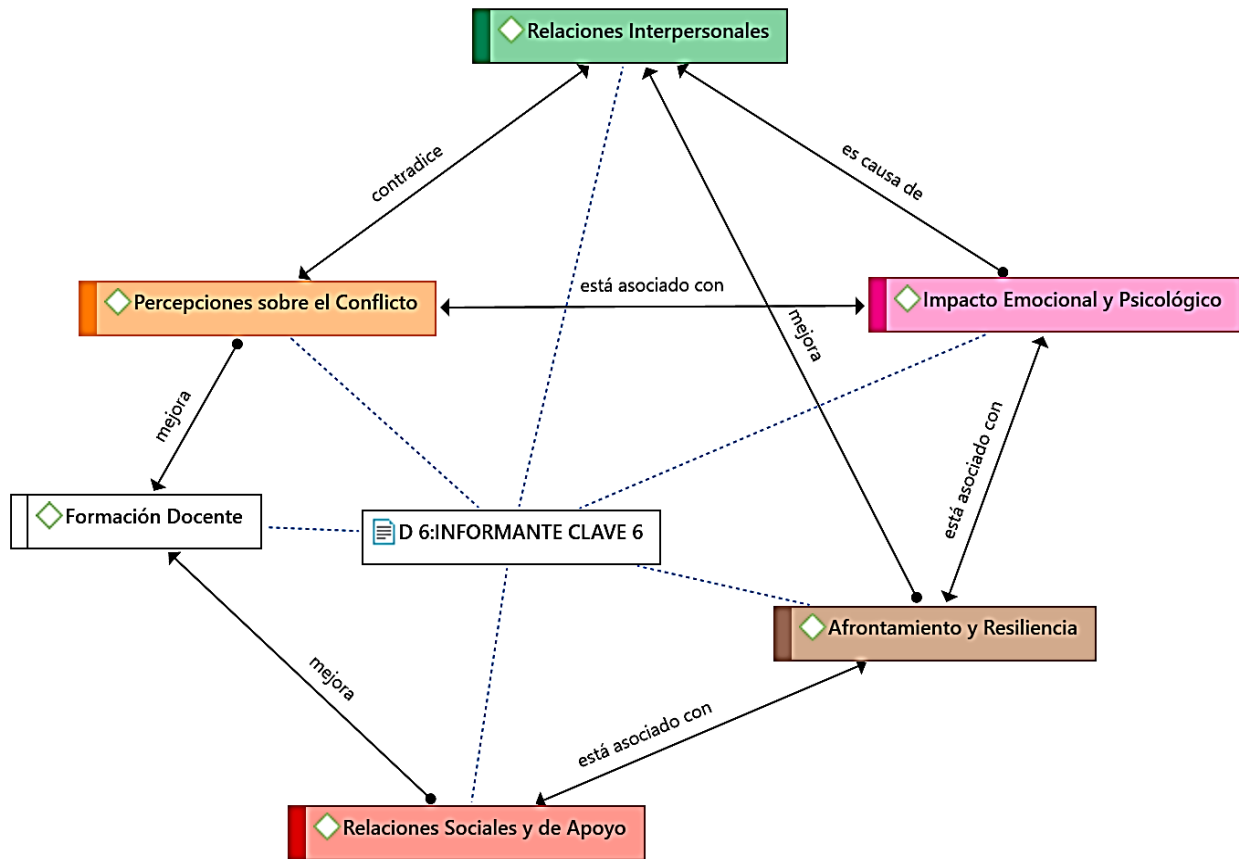 Relaciones Interpersonales
contradice
es causa de
está asociado con
Percepciones sobre el Conflicto
Impacto Emocional y Psicológico
mejora
mejora
está asociado con
Formación Docente
D 6:INFORMANTE CLAVE 6
Afrontamiento y Resiliencia
mejora
está asociado con
Relaciones Sociales y de Apoyo